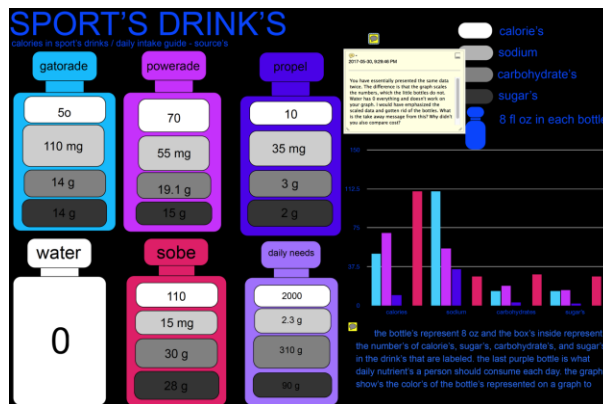 SPORT'S DRINK'S
calories in sport's drinks / daily intake guide - source's
gatorade
5o
110 mg
14 g
14 g
powerade
70
55 mg
19.1 g
15 g
propel
10
35 mg
3 g
2 g
2017-05-30, 8:29:48 PM
You have essentially presented the same data
twice. The difference is that the graph scales
the numbers, which the little bottles do not.
Water has 0 everything and doesn't work on
your graph. I would have emphasized the
scaled data and gotten rid of the bottles. What
is the take away message from this? Why didn't
you also compare cost?
calorie's
sodium
carbohydrate's
sugar's
8 fl oz in each bottle
150
112.5
75
37.5
0
calories
sodium
carbohydrates
sugar's
water
0
sobe
110
15 mg
30 g
28 g
daily needs
2000
2.3 g
310 g
90 g
the bottle's represent 8 oz and the box's inside represent
the number's of calorie's, sugar's, carbohydrate's, and sugar's
in the drink's that are labeled. the last purple bottle is what
daily nutrient's a person should consume each day. the graph
show's the color's of the bottle's represented on a graph to